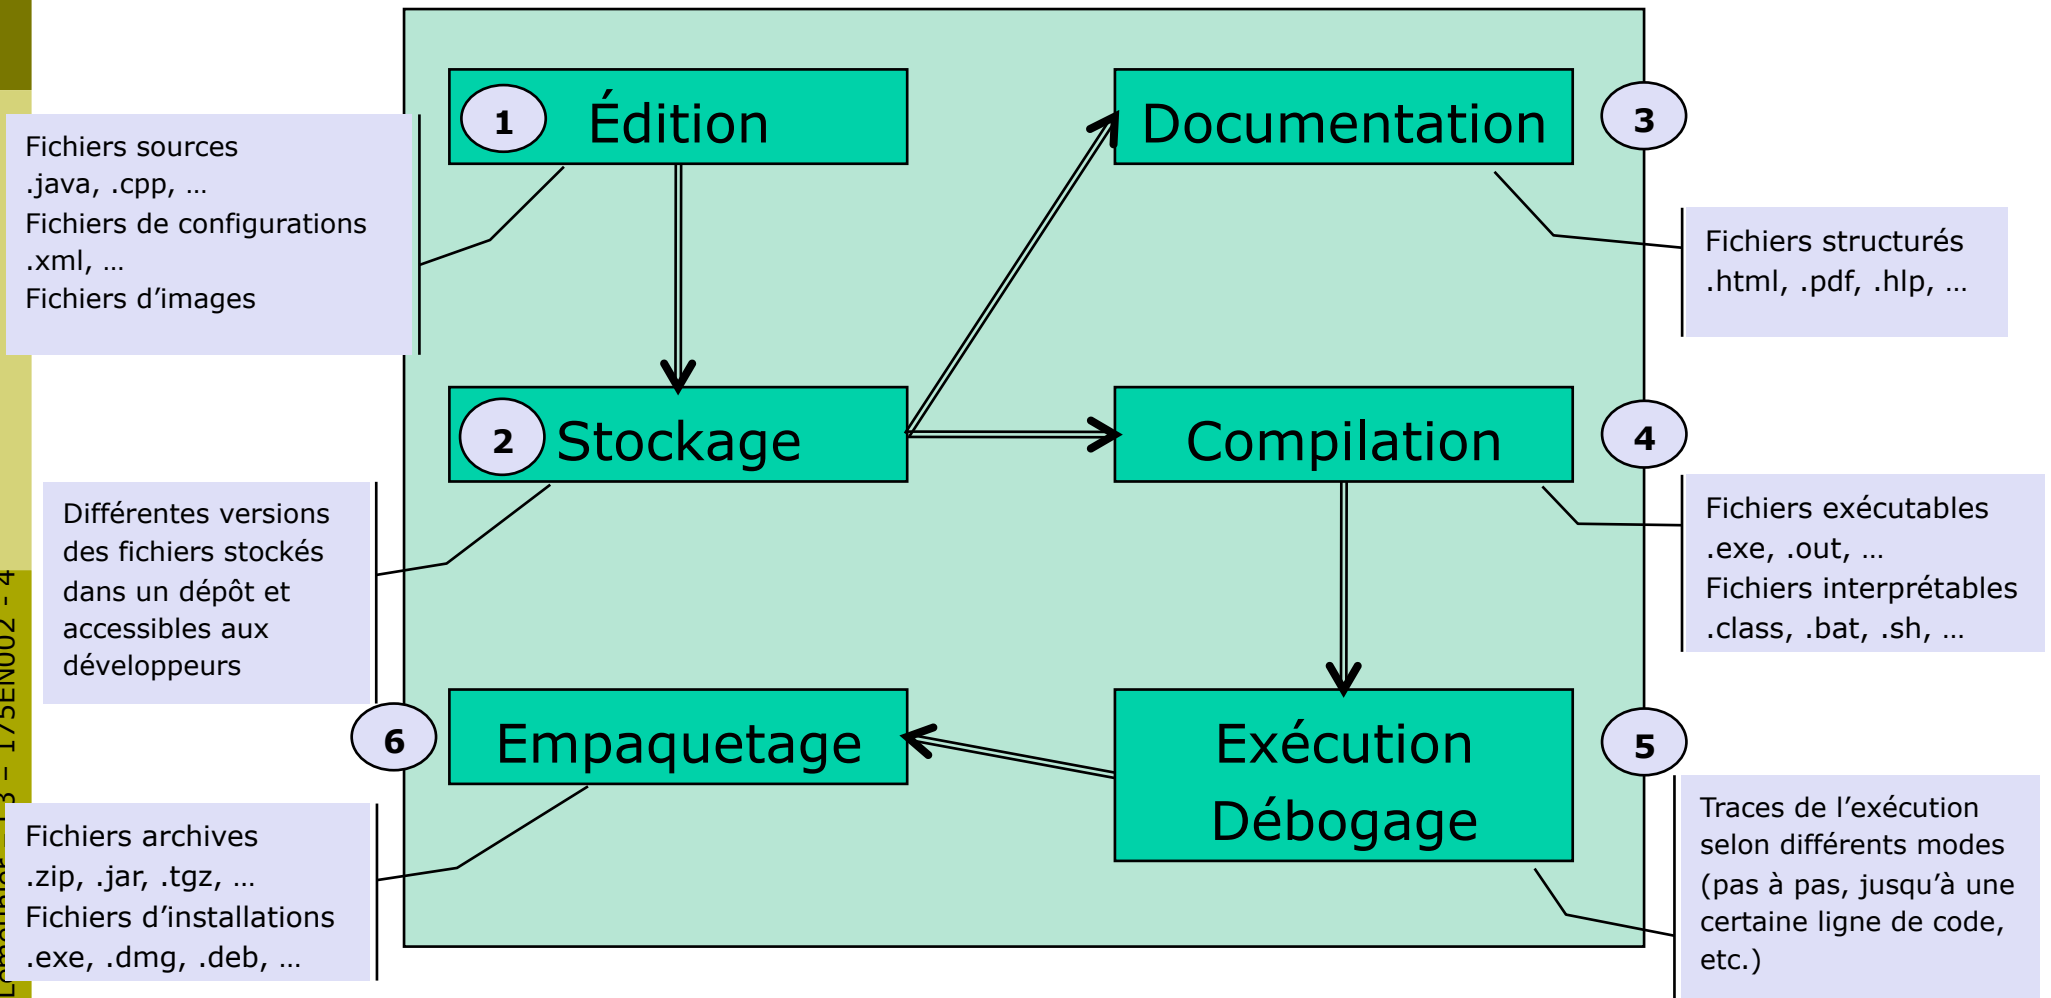 1
Édition
Documentation
3
Fichiers sources
.java, .cpp, …
Fichiers de configurations
.xml, …
Fichiers d’images
Fichiers structurés
.html, .pdf, .hlp, …
2
Stockage
Compilation
4
Différentes versions
des fichiers stockés
dans un dépôt et
accessibles aux
développeurs
Fichiers exécutables
.exe, .out, …
Fichiers interprétables
.class, .bat, .sh, …
6
Empaquetage
Exécution
Débogage
5
Fichiers archives
.zip, .jar, .tgz, …
Fichiers d’installations
.exe, .dmg, .deb, …
Traces de l’exécution
selon différents modes
(pas à pas, jusqu’à une
certaine ligne de code,
etc.)
– 175EN002 - 4